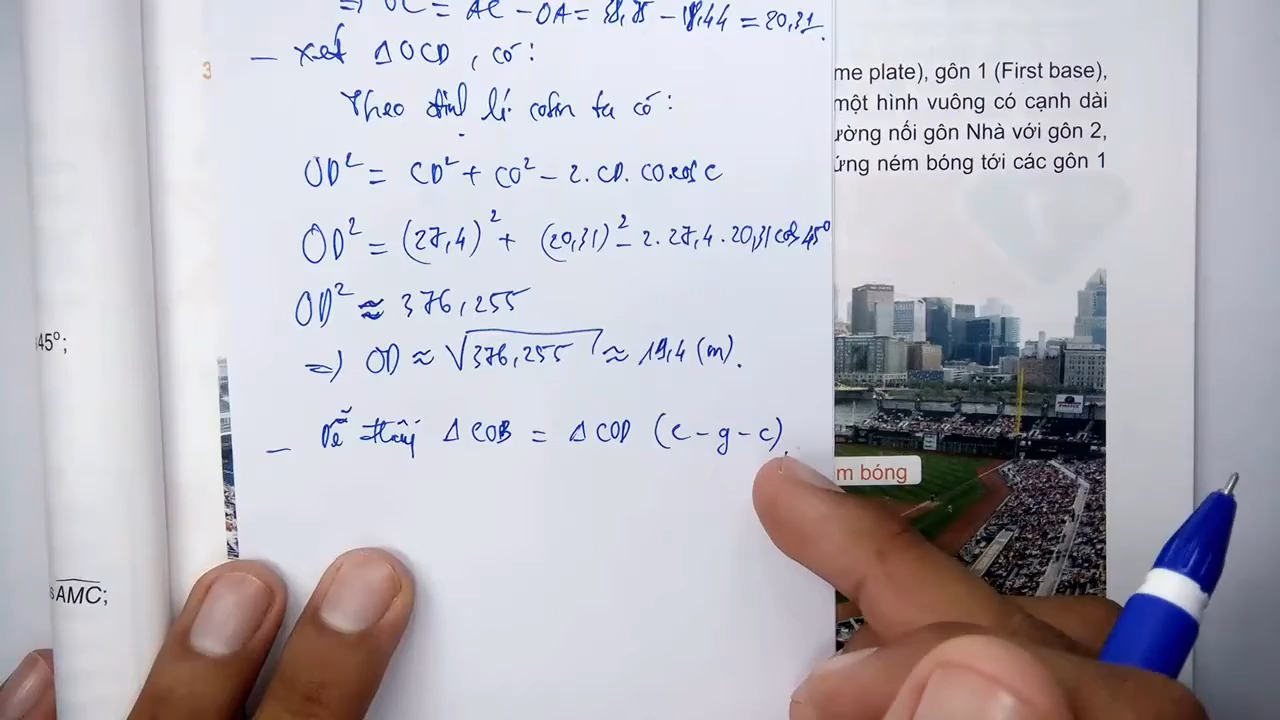 => OC = AC - OA = 38,75 - 18,44 = 20,31.
3
- Xét ΔOCD, có:
Theo định lí cosin ta có:
OD² = CD² + CO² - 2.CD.CO.cos C
OD² = (27,4)² + (20,31)² - 2.27,4.20,31 cos 45°
OD² ≈ 376,255
=> OD ≈ √376,255 ≈ 19,4 (m).
- Dễ thấy ΔCOB = ΔCOD (c-g-c).
me plate), gôn 1 (First base),
một hình vuông có cạnh dài
ường nối gôn Nhà với gôn 2,
ứng ném bóng tới các gôn 1
m bóng
45°;
AMC;